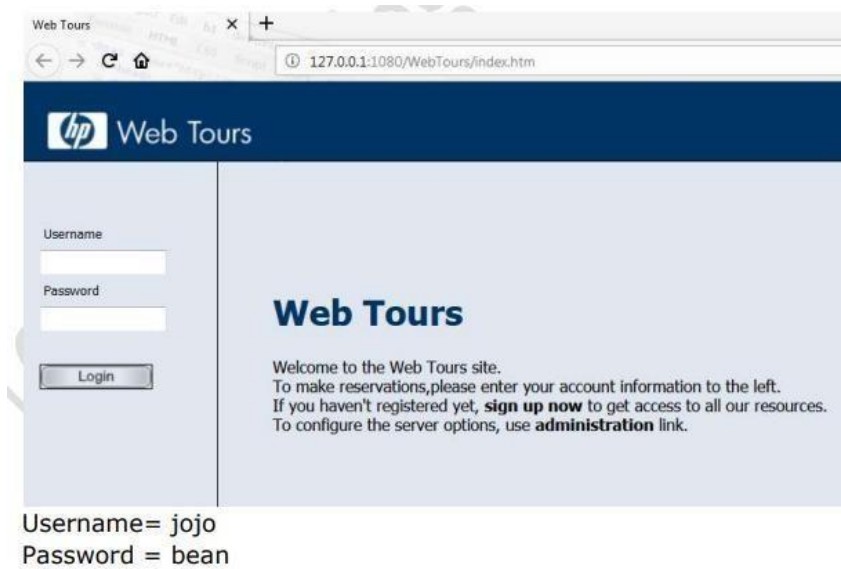 Web Tours
127.0.0.1:1080/WebTours/index.htm
hp Web Tours
Username
Password
Login
Web Tours
Welcome to the Web Tours site.
To make reservations,please enter your account information to the left.
If you haven't registered yet, sign up now to get access to all our resources.
To configure the server options, use administration link.
Username= jojo
Password = bean